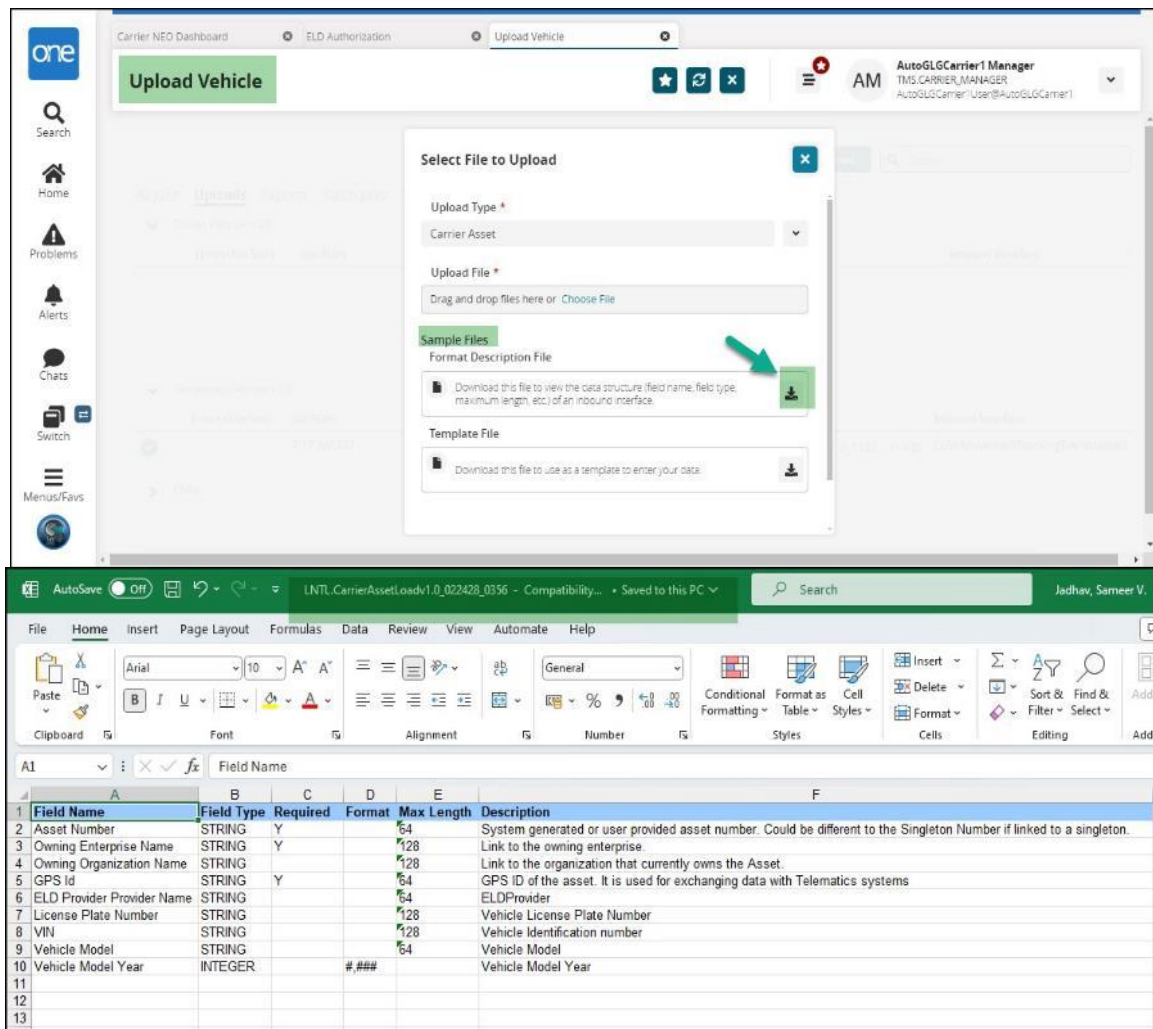 Carrier NEO Dashboard ELD Authorization Upload Vehicle
one
Upload Vehicle
AM
AutoGLGCarrier1 Manager
TMS.CARRIER_MANAGER
AutoGLGCarrier1User@AutoGLGCarrier1
Search
Home
Problems
Alerts
Chats
Switch
Menus/Favs
Select File to Upload
Upload Type *
Carrier Asset
Upload File *
Drag and drop files here or Choose File
Sample Files
Format Description File
Download this file to view the data structure (field name, field type,
maximum length, etc.) of an inbound interface.
Template File
Download this file to use as a template to enter your data.
AutoSave Off LNTL.CarrierAssetLoadv1.0_022428_0356 - Compatibility... • Saved to this PC Search Jadhav, Sameer V.
File Home Insert Page Layout Formulas Data Review View Automate Help
Paste Arial 10 General Conditional Formatting Format as Table Cell Styles Insert Delete Format Sort & Filter Find & Select
Clipboard Font Alignment Number Styles Cells Editing Add
A1 fx Field Name
A B C D E F
1 Field Name Field Type Required Format Max Length Description
2 Asset Number STRING Y 64 System generated or user provided asset number. Could be different to the Singleton Number if linked to a singleton.
3 Owning Enterprise Name STRING Y 128 Link to the owning enterprise.
4 Owning Organization Name STRING 128 Link to the organization that currently owns the Asset.
5 GPS Id STRING Y 64 GPS ID of the asset. It is used for exchanging data with Telematics systems
6 ELD Provider Provider Name STRING 64 ELDProvider
7 License Plate Number STRING 128 Vehicle License Plate Number
8 VIN STRING 128 Vehicle Identification number
9 Vehicle Model STRING 64 Vehicle Model
10 Vehicle Model Year INTEGER #,### Vehicle Model Year
11
12
13